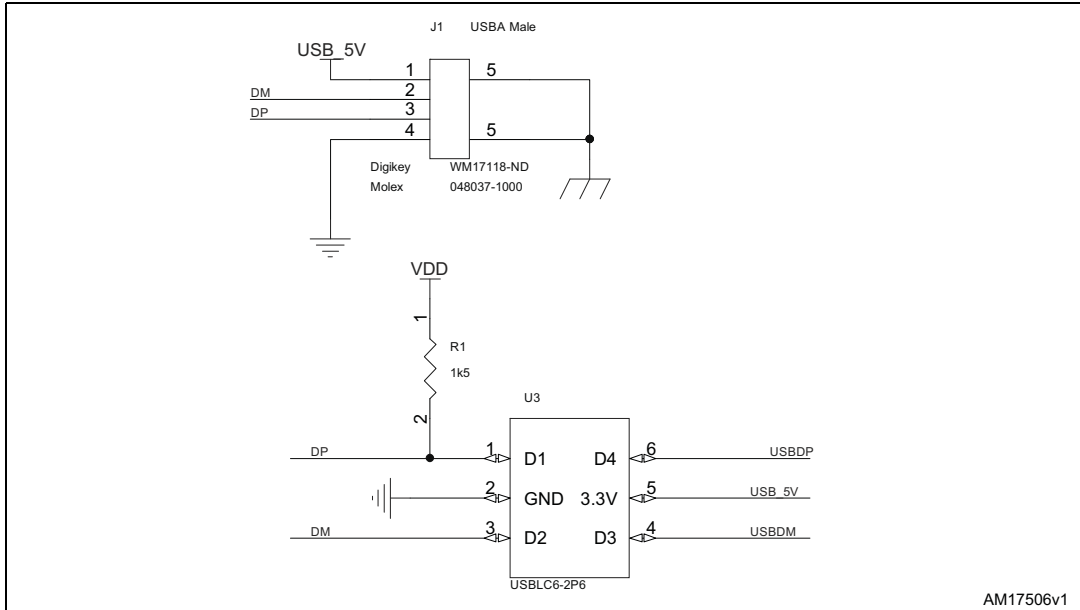 J1 USBA Male
USB_5V
1 5
DM 2
DP 3
4 5
Digikey WM17118-ND
Molex 048037-1000
VDD
1
R1
1k5
2
U3
DP 1 D1 D4 6 USBDP
2 GND 3.3V 5 USB_5V
DM 3 D2 D3 4 USBDM
USBLC6-2P6
AM17506v1